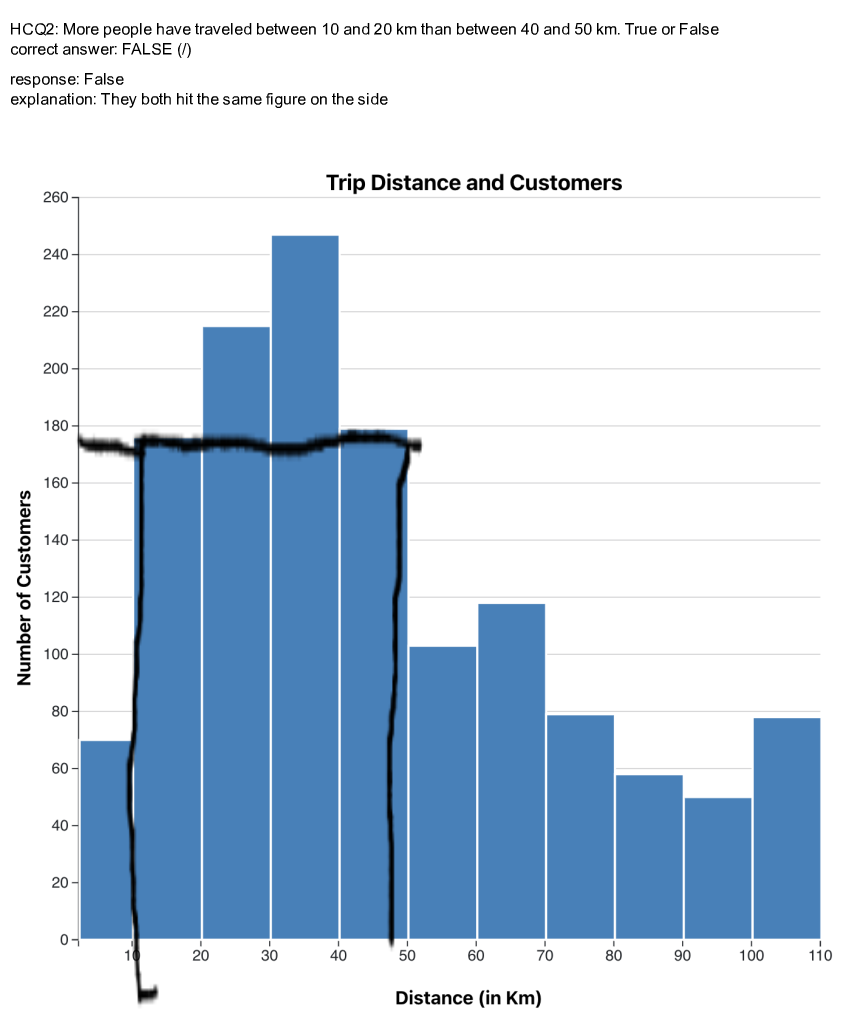 HCQ2: More people have traveled between 10 and 20 km than between 40 and 50 km. True or False
correct answer: FALSE (/)
response: False
explanation: They both hit the same figure on the side
Trip Distance and Customers
260
240
220
200
180
160
140
120
100
80
60
40
20
0
Number of Customers
10 20 30 40 50 60 70 80 90 100 110
Distance (in Km)